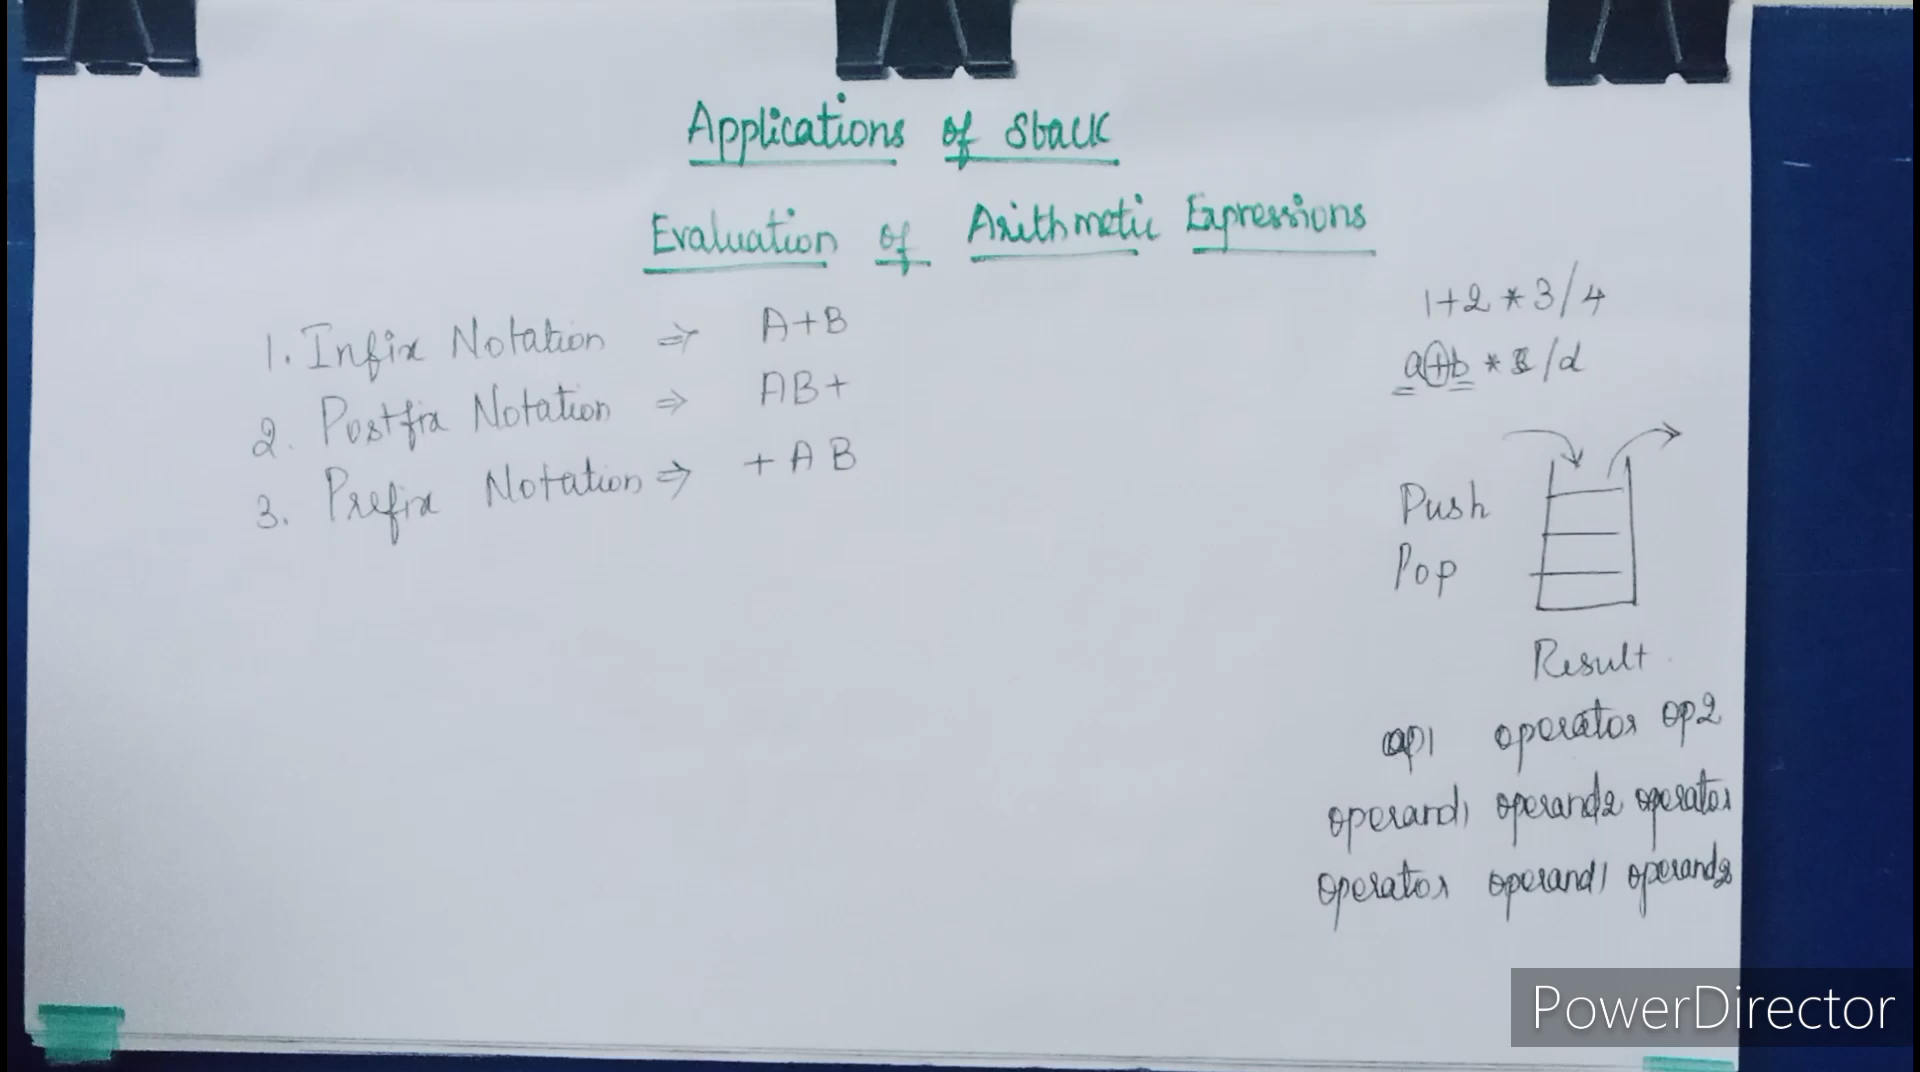 Applications of Stack
Evaluation of Arithmetic Expressions
1. Infix Notation ⇒ A+B
2. Postfix Notation ⇒ AB+
3. Prefix Notation ⇒ +AB
1+2*3/4
a+b * /d
Push
Pop
Result
op1 operator op2
operand1 operand2 operator
operator operand1 operand2
PowerDirector